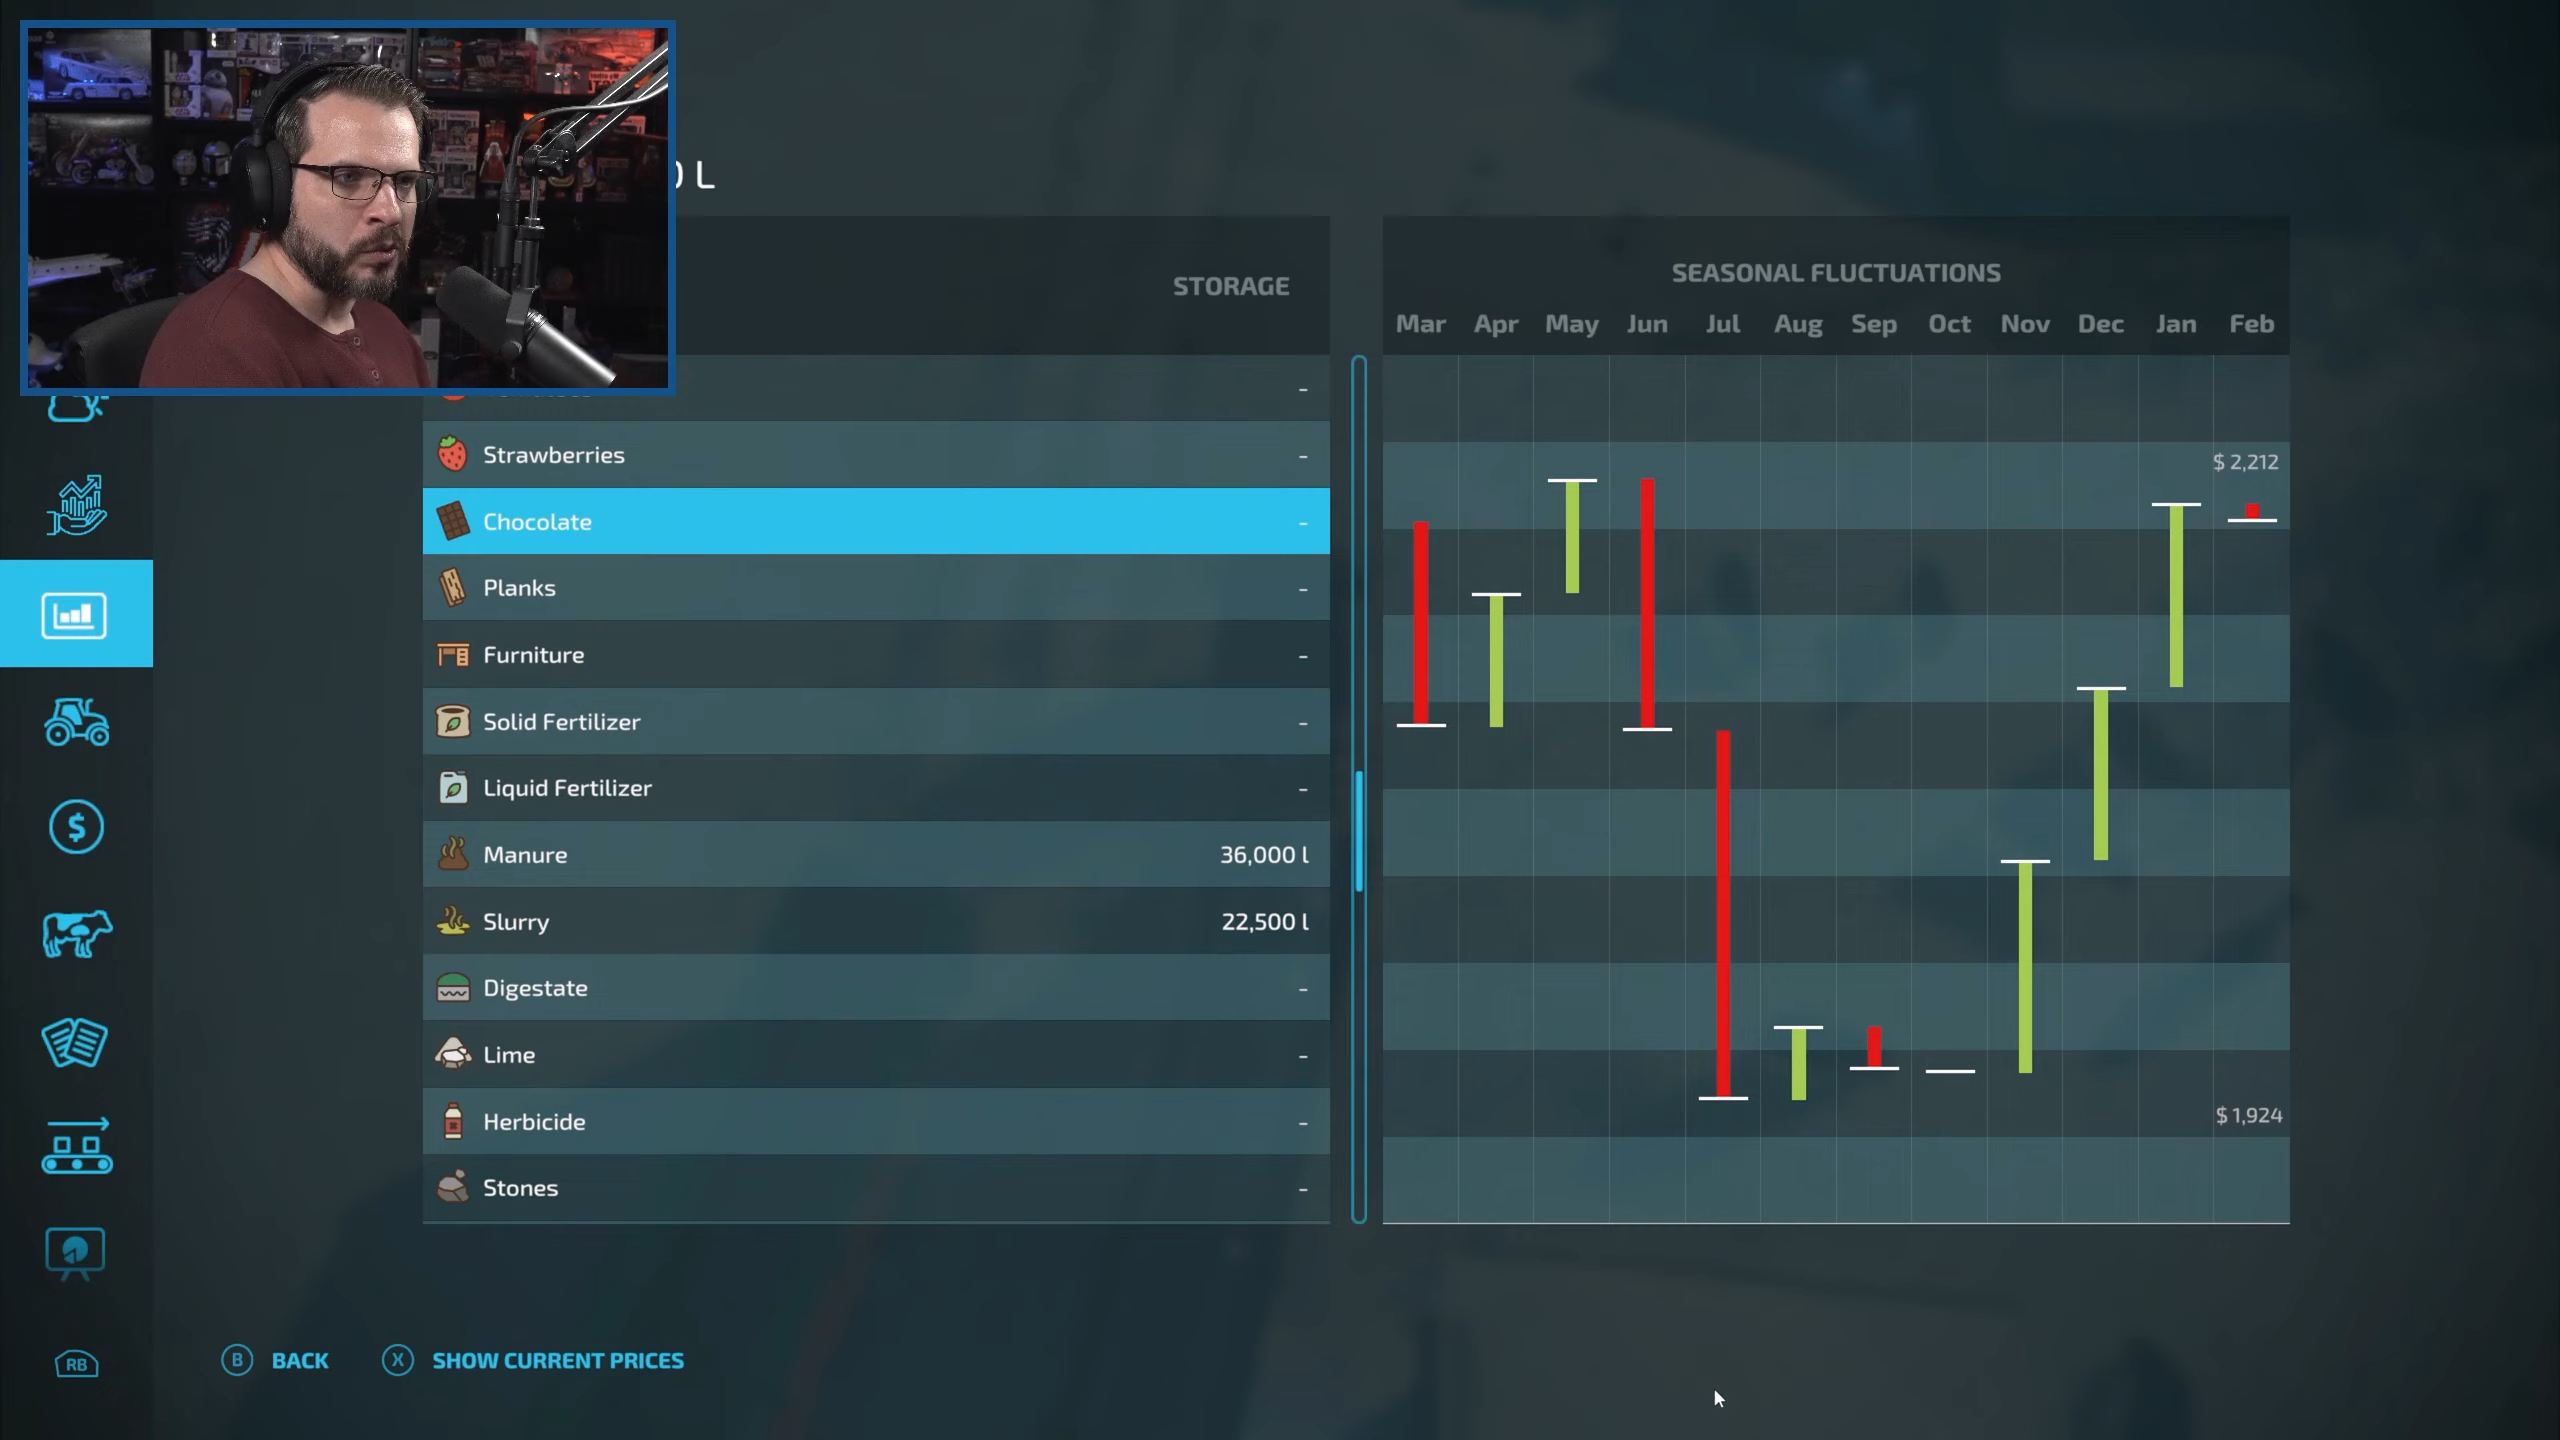 L
STORAGE
SEASONAL FLUCTUATIONS
Mar Apr May Jun Jul Aug Sep Oct Nov Dec Jan Feb
-
Strawberries -
Chocolate -
Planks -
Furniture -
Solid Fertilizer -
Liquid Fertilizer -
Manure 36,000 l
Slurry 22,500 l
Digestate -
Lime -
Herbicide -
Stones -
$ 2,212
$ 1,924
RB
B BACK
X SHOW CURRENT PRICES